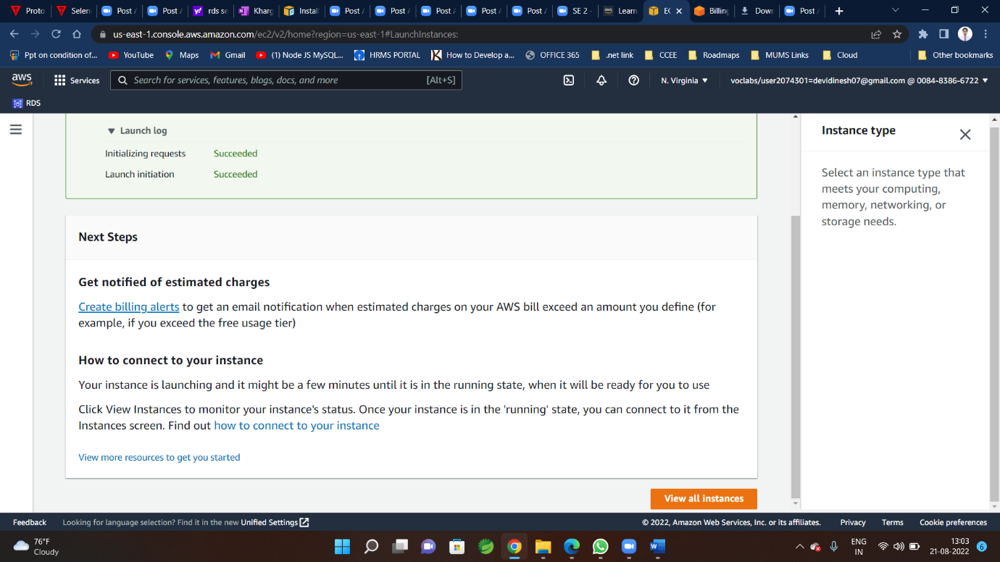 Proto
Selen
Post /
Post /
rds se
Kharg
Instal
Post /
Post /
Post /
Post /
Post /
SE 2 -
Learn
EC
Billing
Down
Post /
us-east-1.console.aws.amazon.com/ec2/v2/home?region=us-east-1#LaunchInstances:
Ppt on condition of...
YouTube
Maps
Gmail
(1) Node JS MySQL...
HRMS PORTAL
How to Develop a...
OFFICE 365
.net link
CCEE
Roadmaps
MUMS Links
Cloud
Other bookmarks
aws
Services
Search for services, features, blogs, docs, and more
[Alt+S]
N. Virginia
voclabs/user2074301=devidinesh07@gmail.com @ 0084-8386-6722
RDS
Launch log
Initializing requests Succeeded
Launch initiation Succeeded
Next Steps
Get notified of estimated charges
Create billing alerts to get an email notification when estimated charges on your AWS bill exceed an amount you define (for
example, if you exceed the free usage tier)
How to connect to your instance
Your instance is launching and it might be a few minutes until it is in the running state, when it will be ready for you to use
Click View Instances to monitor your instance's status. Once your instance is in the 'running' state, you can connect to it from the
Instances screen. Find out how to connect to your instance
View more resources to get you started
View all instances
Instance type
Select an instance type that
meets your computing,
memory, networking, or
storage needs.
Feedback
Looking for language selection? Find it in the new Unified Settings
© 2022, Amazon Web Services, Inc. or its affiliates.
Privacy
Terms
Cookie preferences
76°F
Cloudy
ENG
IN
13:03
21-08-2022
6